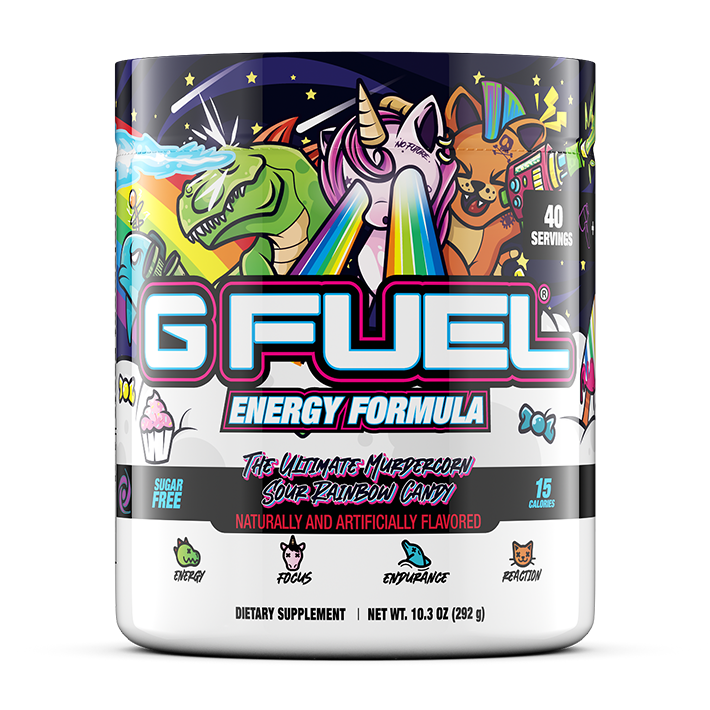 NO FUTURE
40
SERVINGS
G FUEL®
ENERGY FORMULA
The Ultimate Murdercorn
Sour Rainbow Candy
SUGAR
FREE
15
CALORIES
NATURALLY AND ARTIFICIALLY FLAVORED
ENERGY
FOCUS
ENDURANCE
REACTION
DIETARY SUPPLEMENT | NET WT. 10.3 OZ (292 g)